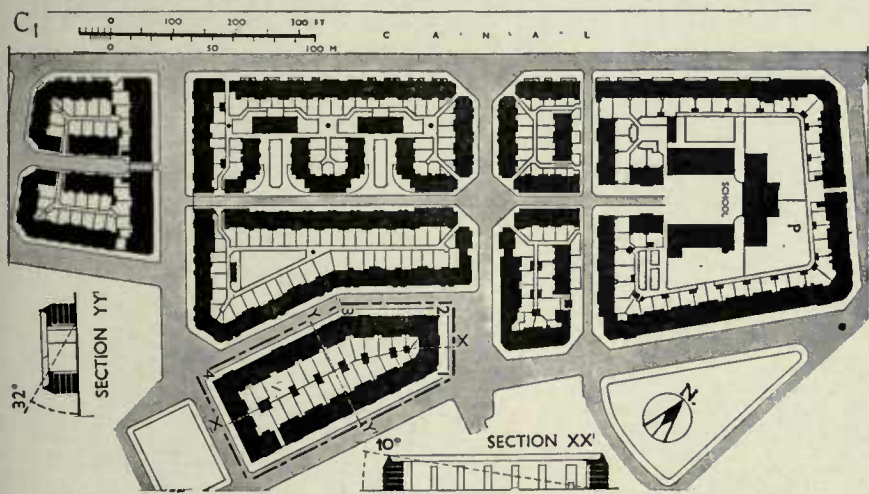 C1
0 100 200 300 FT
0 50 100 M
C A N A L
SCHOOL
P
SECTION YY'
32°
Y
3
2
X
1
4
X
Y'
N.
10°
SECTION XX'